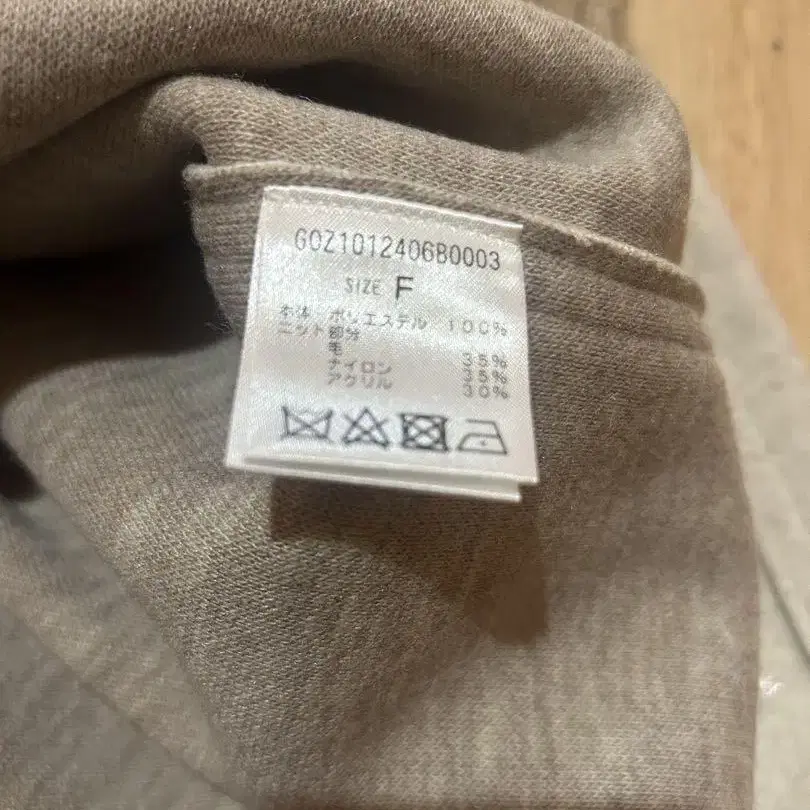 G0Z101240680003
SIZE F
本体 ポリエステル 100%
ニット部分
毛 35%
ナイロン 35%
アクリル 30%